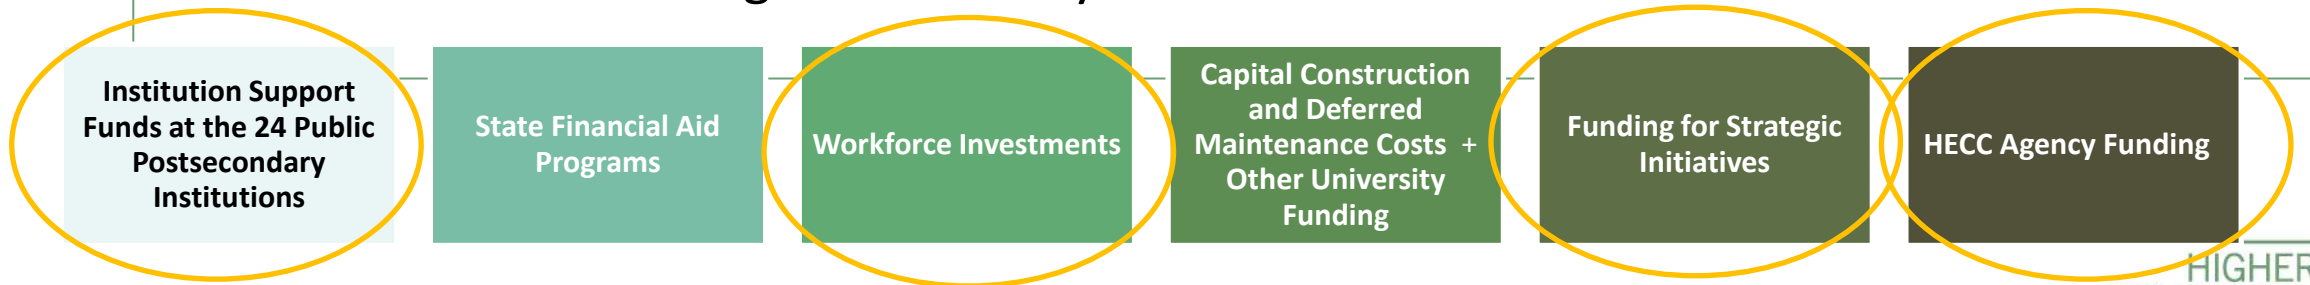 Institution Support
Funds at the 24 Public
Postsecondary
Institutions
State Financial Aid
Programs
Workforce Investments
Capital Construction
and Deferred
Maintenance Costs +
Other University
Funding
Funding for Strategic
Initiatives
HECC Agency Funding
HIGHER